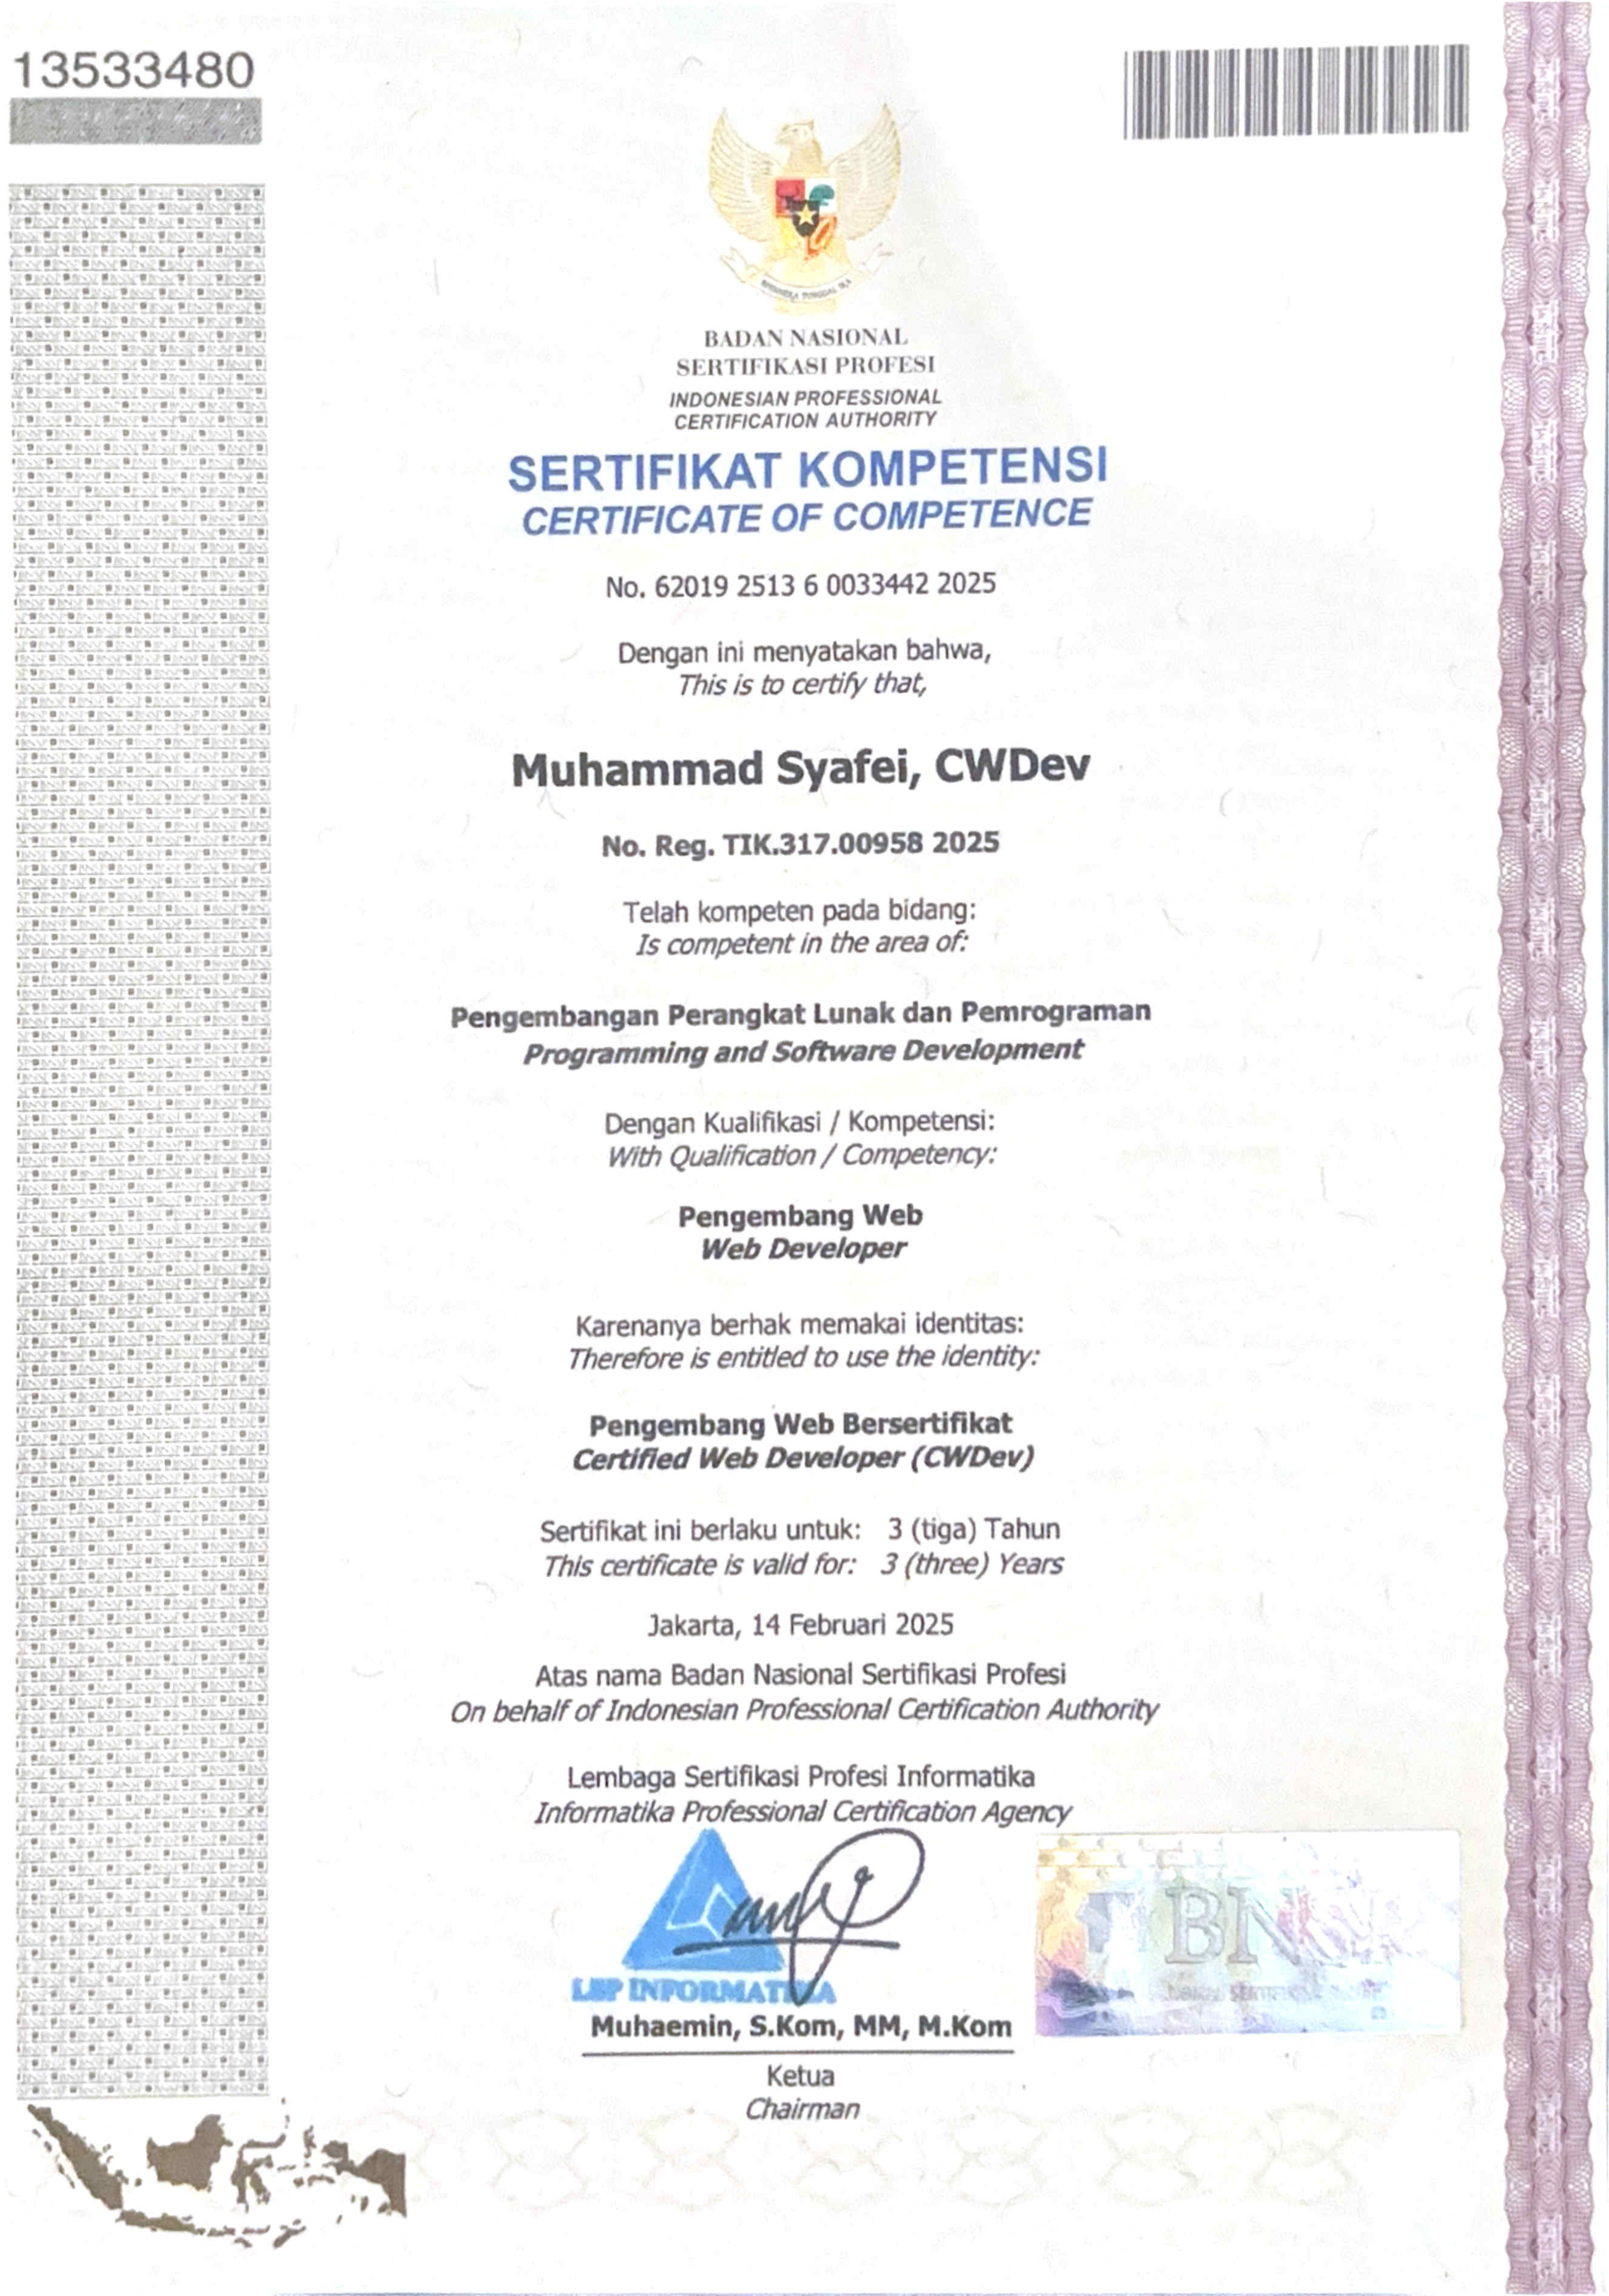 13533480
BHINNEKA TUNGGAL IKA
BADAN NASIONAL
SERTIFIKASI PROFESI
INDONESIAN PROFESSIONAL
CERTIFICATION AUTHORITY
SERTIFIKAT KOMPETENSI
CERTIFICATE OF COMPETENCE
No. 62019 2513 6 0033442 2025
Dengan ini menyatakan bahwa,
This is to certify that,
Muhammad Syafei, CWDev
No. Reg. TIK.317.00958 2025
Telah kompeten pada bidang:
Is competent in the area of:
Pengembangan Perangkat Lunak dan Pemrograman
Programming and Software Development
Dengan Kualifikasi / Kompetensi:
With Qualification / Competency:
Pengembang Web
Web Developer
Karenanya berhak memakai identitas:
Therefore is entitled to use the identity:
Pengembang Web Bersertifikat
Certified Web Developer (CWDev)
Sertifikat ini berlaku untuk: 3 (tiga) Tahun
This certificate is valid for: 3 (three) Years
Jakarta, 14 Februari 2025
Atas nama Badan Nasional Sertifikasi Profesi
On behalf of Indonesian Professional Certification Authority
Lembaga Sertifikasi Profesi Informatika
Informatika Professional Certification Agency
LSP INFORMATIKA
BN
Muhaemin, S.Kom, MM, M.Kom
Ketua
Chairman